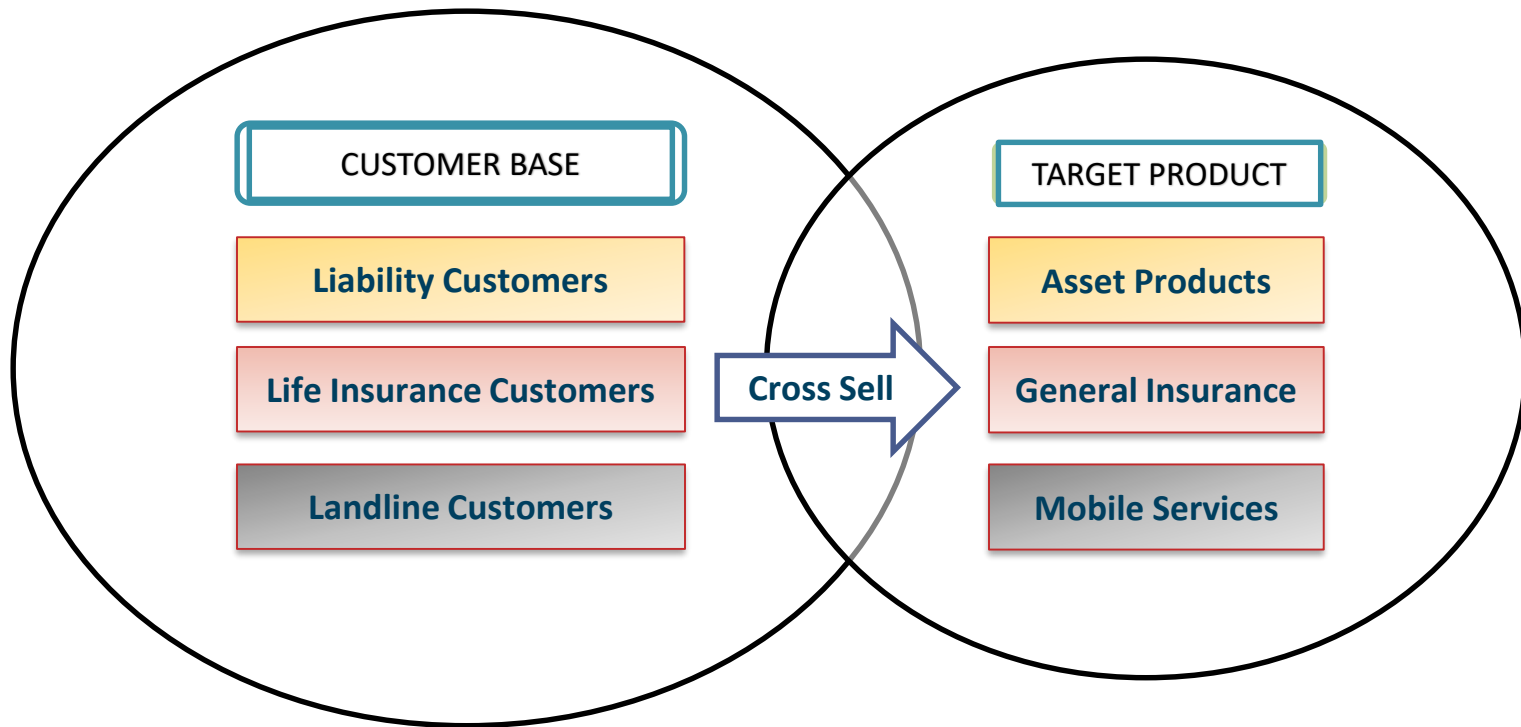 CUSTOMER BASE
Liability Customers
Life Insurance Customers
Landline Customers
Cross Sell
TARGET PRODUCT
Asset Products
General Insurance
Mobile Services